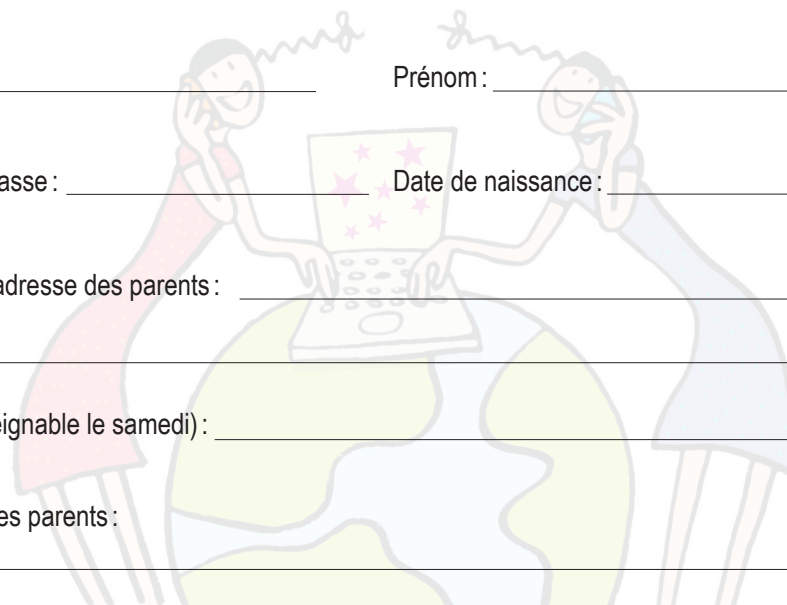 Prénom :
asse : Date de naissance :
adresse des parents :
eignable le samedi) :
es parents :